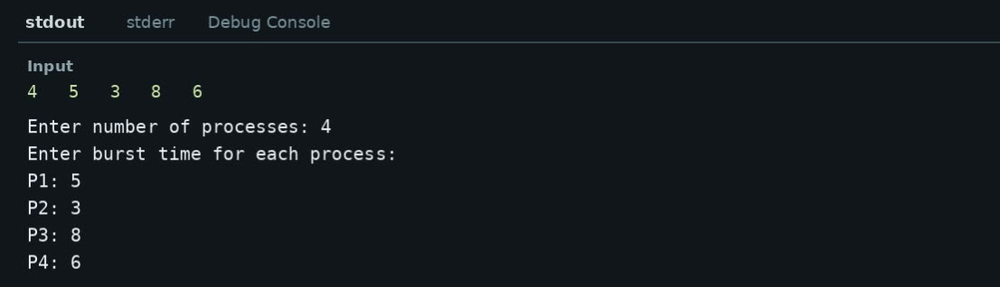 stdout stderr Debug Console
Input
4 5 3 8 6
Enter number of processes: 4
Enter burst time for each process:
P1: 5
P2: 3
P3: 8
P4: 6